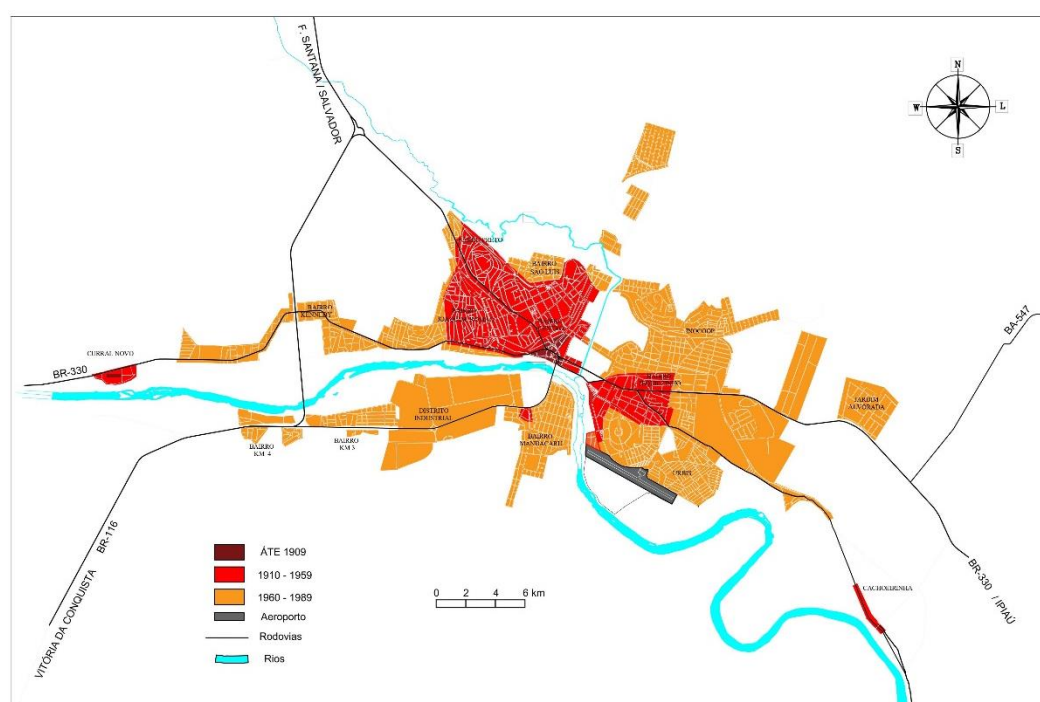 F. SANTANA / SALVADOR
N
W
L
S
BAIRRO
SAO LUIS
BAIRRO
KENNEDY
CURRAL NOVO
BR-330
BA-547
JARDIM
ALVORADA
DISTRITO
INDUSTRIAL
BAIRRO
MANDACARU
BAIRRO
KM 4
BAIRRO
KM 3
URBIS
CACHOEIRINHA
BR-330 / IPIAÚ
VITÓRIA DA CONQUISTA BR-116
ÁTE 1909
1910 - 1959
1960 - 1989
Aeroporto
Rodovias
Rios
0 2 4 6 km